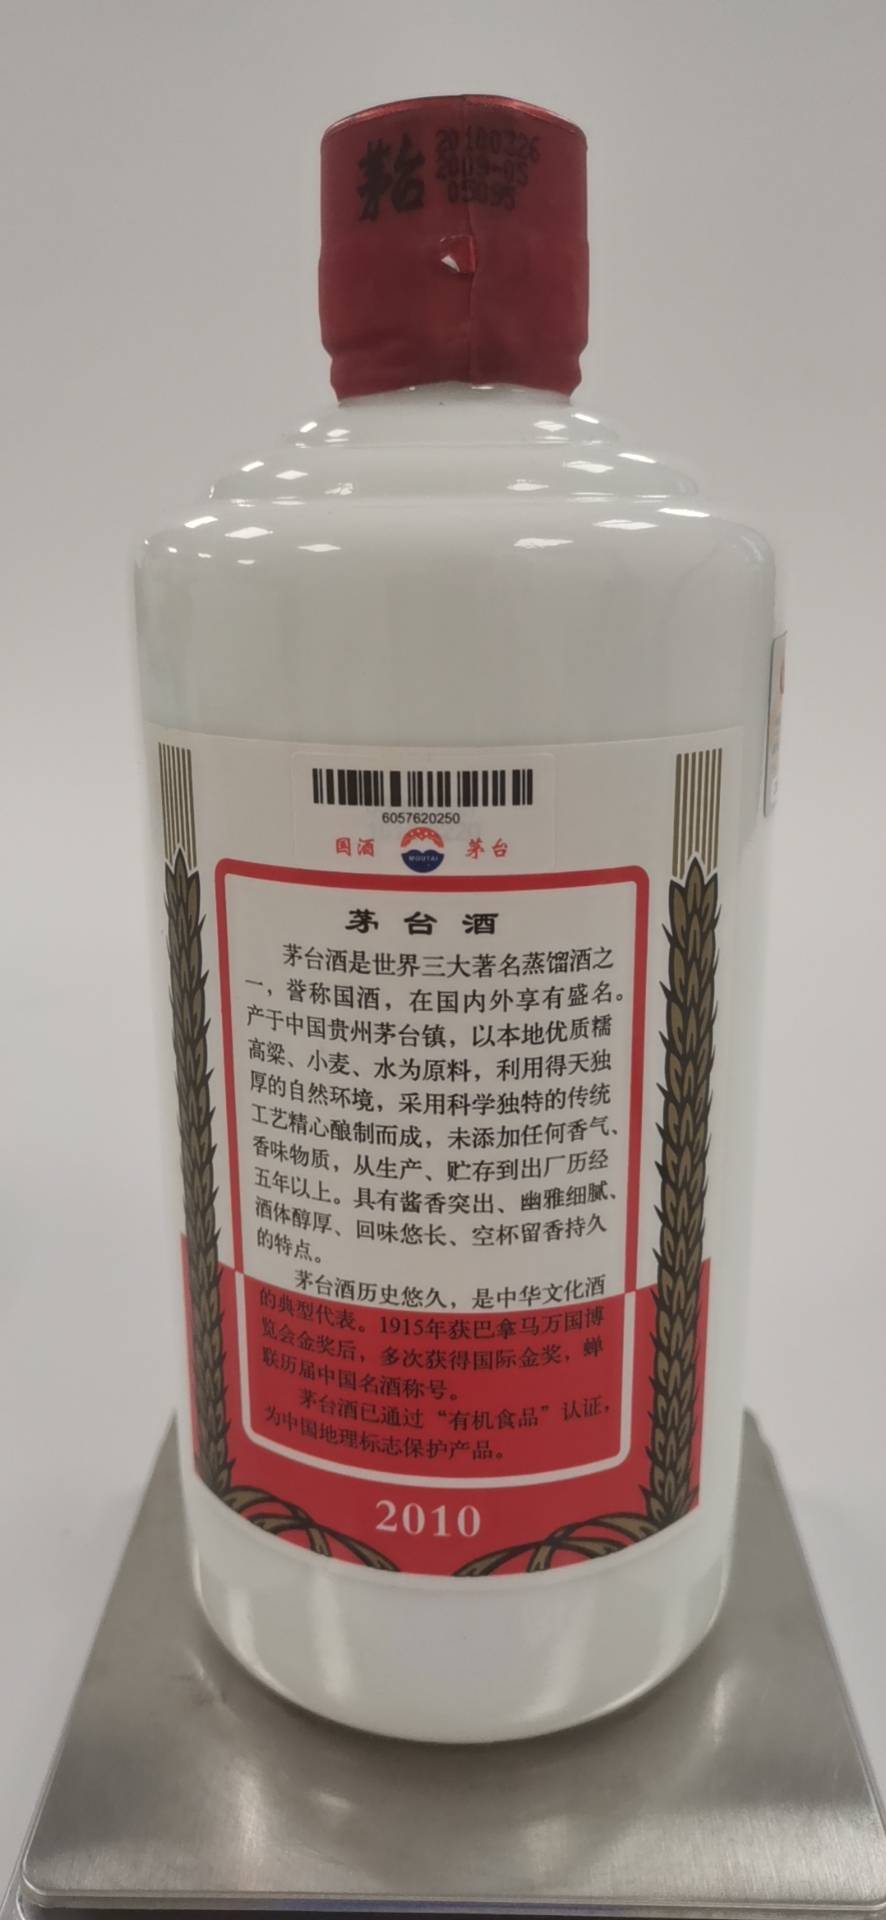 茅台
20100226
2009-05
05095
6057620250
国酒 MOUTAI 茅台
茅台酒
茅台酒是世界三大著名蒸馏酒之
一，誉称国酒，在国内外享有盛名。
产于中国贵州茅台镇，以本地优质糯
高粱、小麦、水为原料，利用得天独
厚的自然环境，采用科学独特的传统
工艺精心酿制而成，未添加任何香气、
香味物质，从生产、贮存到出厂历经
五年以上。具有酱香突出、幽雅细腻、
酒体醇厚、回味悠长、空杯留香持久
的特点。
茅台酒历史悠久，是中华文化酒
的典型代表。1915年获巴拿马万国博
览会金奖后，多次获得国际金奖，蝉
联历届中国名酒称号。
茅台酒已通过“有机食品”认证，
为中国地理标志保护产品。
2010